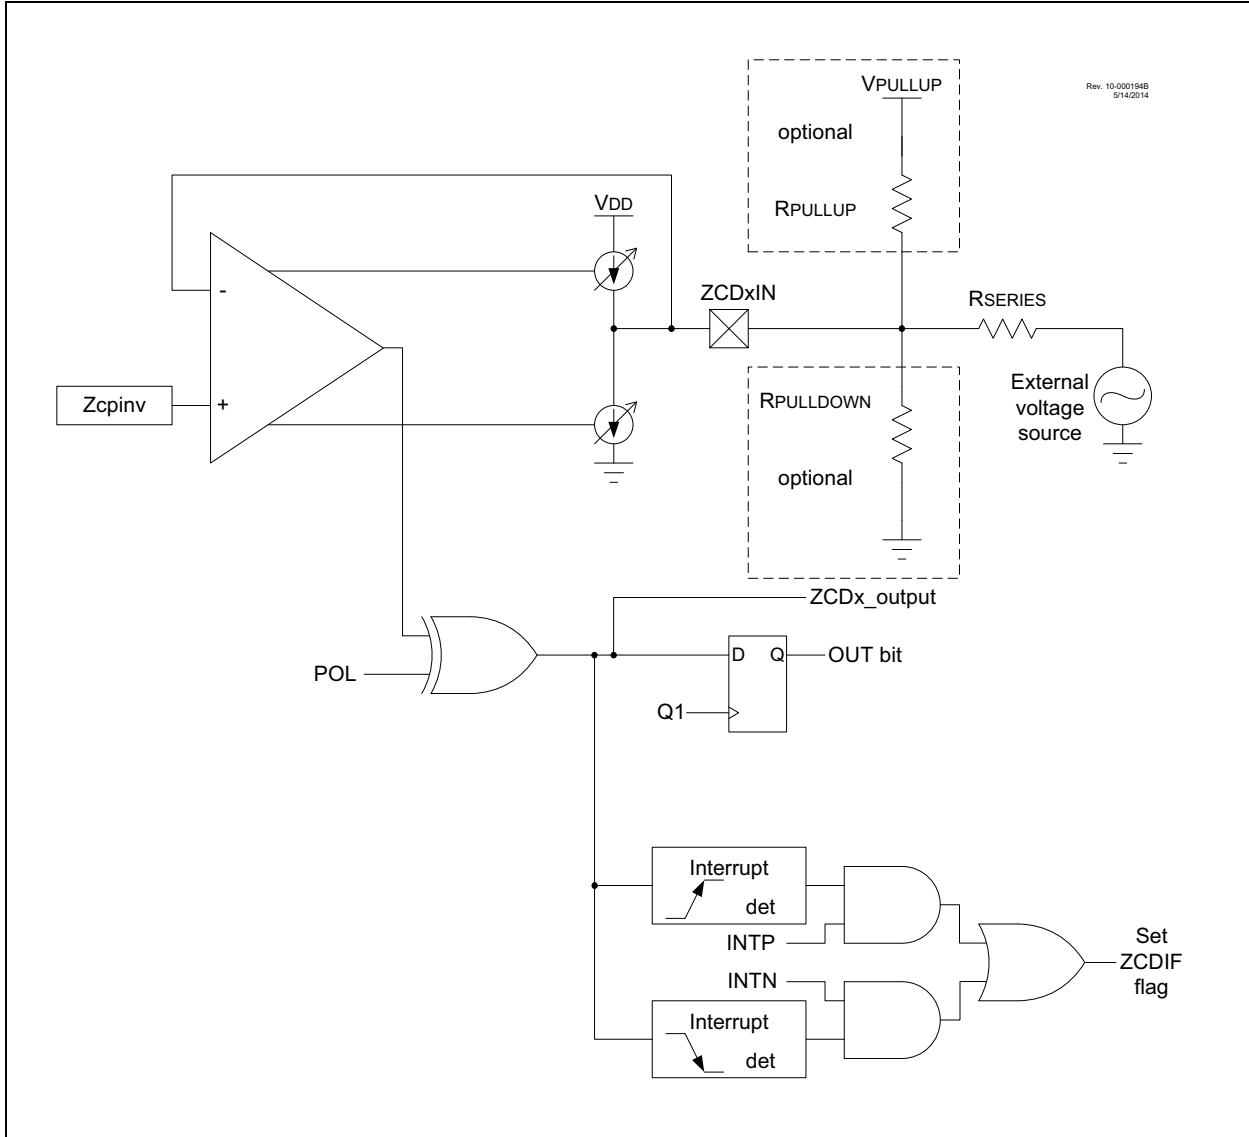 VPULLUP
optional
RPULLUP
Rev. 10-000194B
5/14/2014
VDD
-
Zcpinv
+
ZCDxIN
RSERIES
External
voltage
source
RPULLDOWN
optional
ZCDx_output
POL
D Q
OUT bit
Q1
Interrupt
det
INTP
INTN
Interrupt
det
Set
ZCDIF
flag